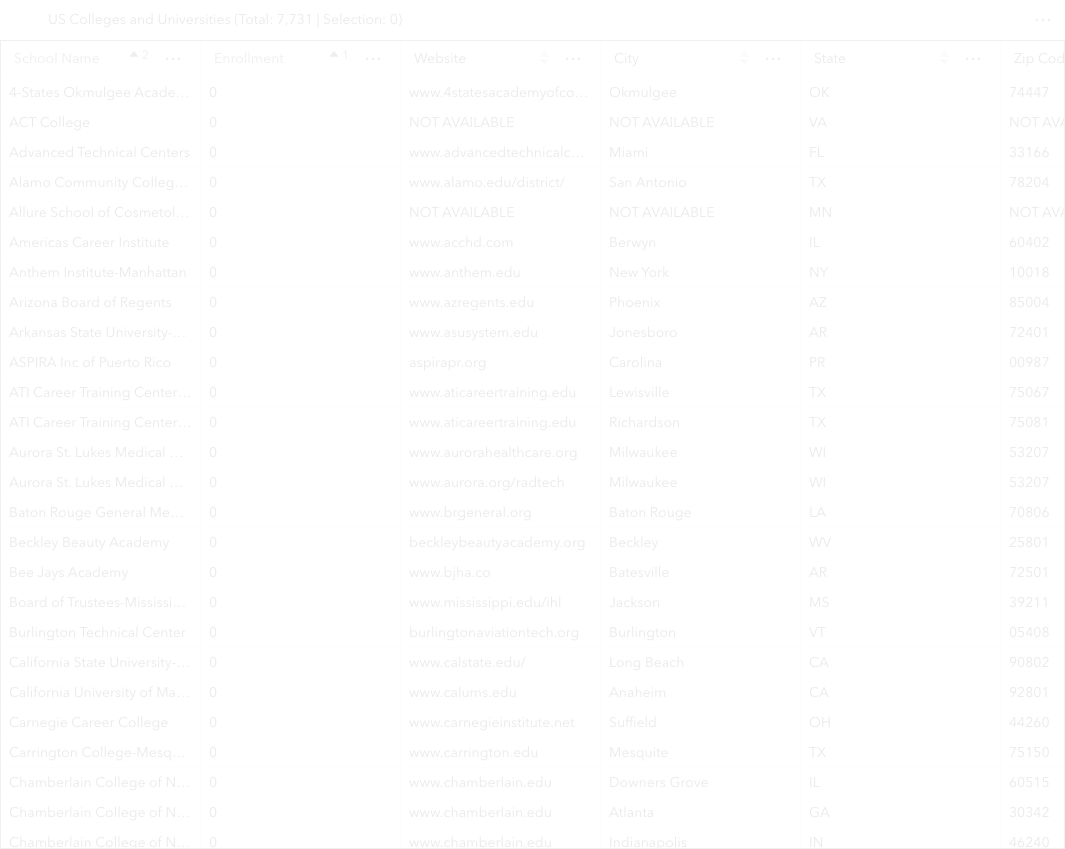 US Colleges and Universities (Total: 7,731 | Selection: 0) ...
School Name 2 ... Enrollment 1 ... Website ... City ... State ... Zip Cod
4-States Okmulgee Acade... 0 www.4statesacademyofco... Okmulgee OK 74447
ACT College 0 NOT AVAILABLE NOT AVAILABLE VA NOT AVA
Advanced Technical Centers 0 www.advancedtechnicalc... Miami FL 33166
Alamo Community Colleg... 0 www.alamo.edu/district/ San Antonio TX 78204
Allure School of Cosmetol... 0 NOT AVAILABLE NOT AVAILABLE MN NOT AVA
Americas Career Institute 0 www.acchd.com Berwyn IL 60402
Anthem Institute-Manhattan 0 www.anthem.edu New York NY 10018
Arizona Board of Regents 0 www.azregents.edu Phoenix AZ 85004
Arkansas State University-... 0 www.asusystem.edu Jonesboro AR 72401
ASPIRA Inc of Puerto Rico 0 aspirapr.org Carolina PR 00987
ATI Career Training Center... 0 www.aticareertraining.edu Lewisville TX 75067
ATI Career Training Center... 0 www.aticareertraining.edu Richardson TX 75081
Aurora St. Lukes Medical ... 0 www.aurorahealthcare.org Milwaukee WI 53207
Aurora St. Lukes Medical ... 0 www.aurora.org/radtech Milwaukee WI 53207
Baton Rouge General Me... 0 www.brgeneral.org Baton Rouge LA 70806
Beckley Beauty Academy 0 beckleybeautyacademy.org Beckley WV 25801
Bee Jays Academy 0 www.bjha.co Batesville AR 72501
Board of Trustees-Mississi... 0 www.mississippi.edu/ihl Jackson MS 39211
Burlington Technical Center 0 burlingtonaviationtech.org Burlington VT 05408
California State University-... 0 www.calstate.edu/ Long Beach CA 90802
California University of Ma... 0 www.calums.edu Anaheim CA 92801
Carnegie Career College 0 www.carnegieinstitute.net Suffield OH 44260
Carrington College-Mesq... 0 www.carrington.edu Mesquite TX 75150
Chamberlain College of N... 0 www.chamberlain.edu Downers Grove IL 60515
Chamberlain College of N... 0 www.chamberlain.edu Atlanta GA 30342
Chamberlain College of N... 0 www.chamberlain.edu Indianapolis IN 46240